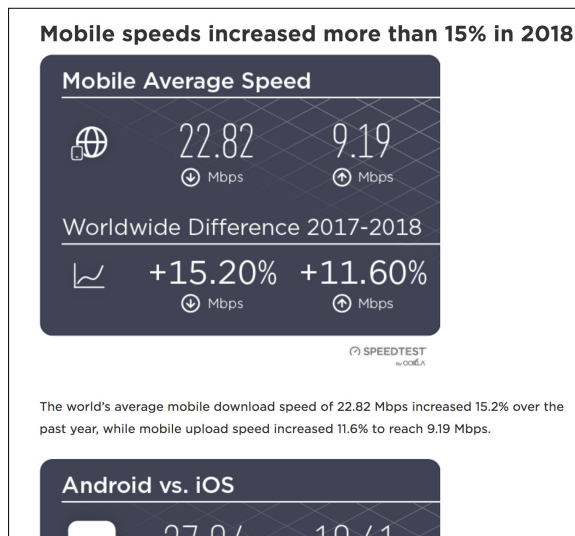 Mobile speeds increased more than 15% in 2018
Mobile Average Speed
22.82 9.19
Mbps Mbps
Worldwide Difference 2017-2018
+15.20% +11.60%
Mbps Mbps
SPEEDTEST
by OOKLA
The world's average mobile download speed of 22.82 Mbps increased 15.2% over the
past year, while mobile upload speed increased 11.6% to reach 9.19 Mbps.
Android vs. iOS